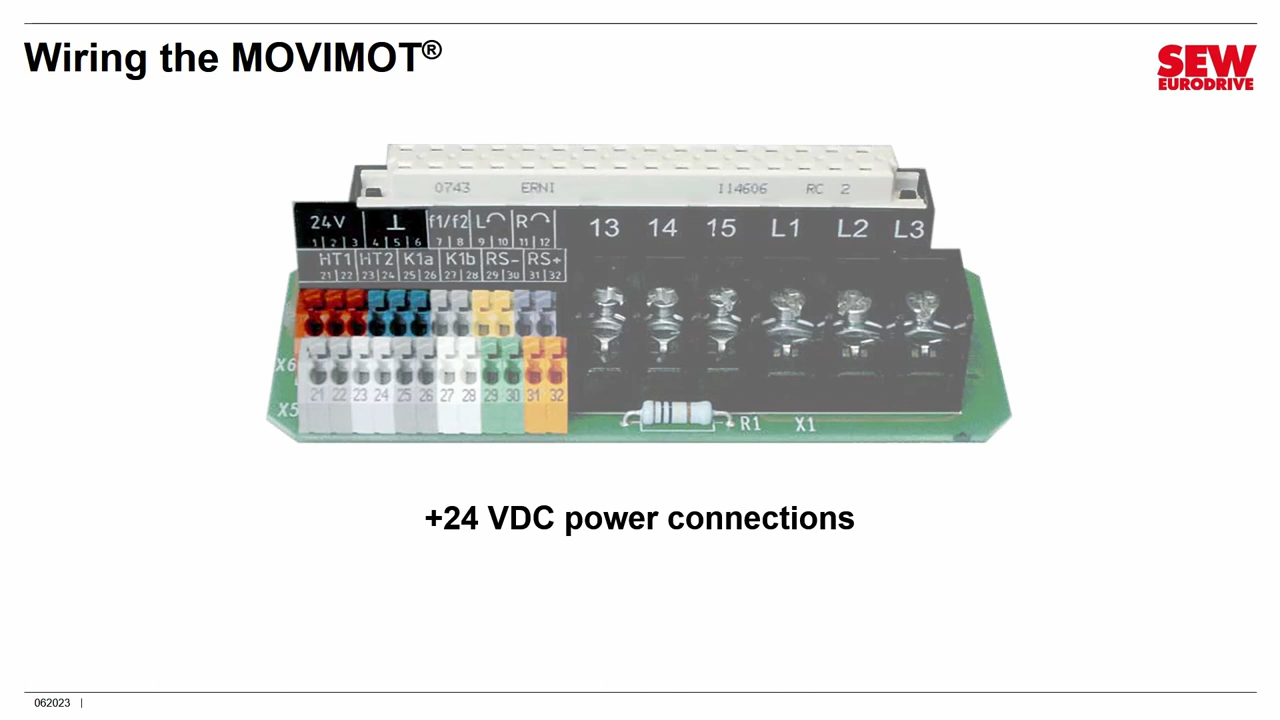 Wiring the MOVIMOT®
SEW
EURODRIVE
0743 ERNI 114606 RC 2
24V ⊥ f1/f2 L R
1 2 3 4 5 6 7 8 9 10 11 12
13 14 15 L1 L2 L3
HT1 HT2 K1a K1b RS- RS+
21 22 23 24 25 26 27 28 29 30 31 32
X6
21 22 23 24 25 26 27 28 29 30 31 32
X5
R1 X1
+24 VDC power connections
062023 |